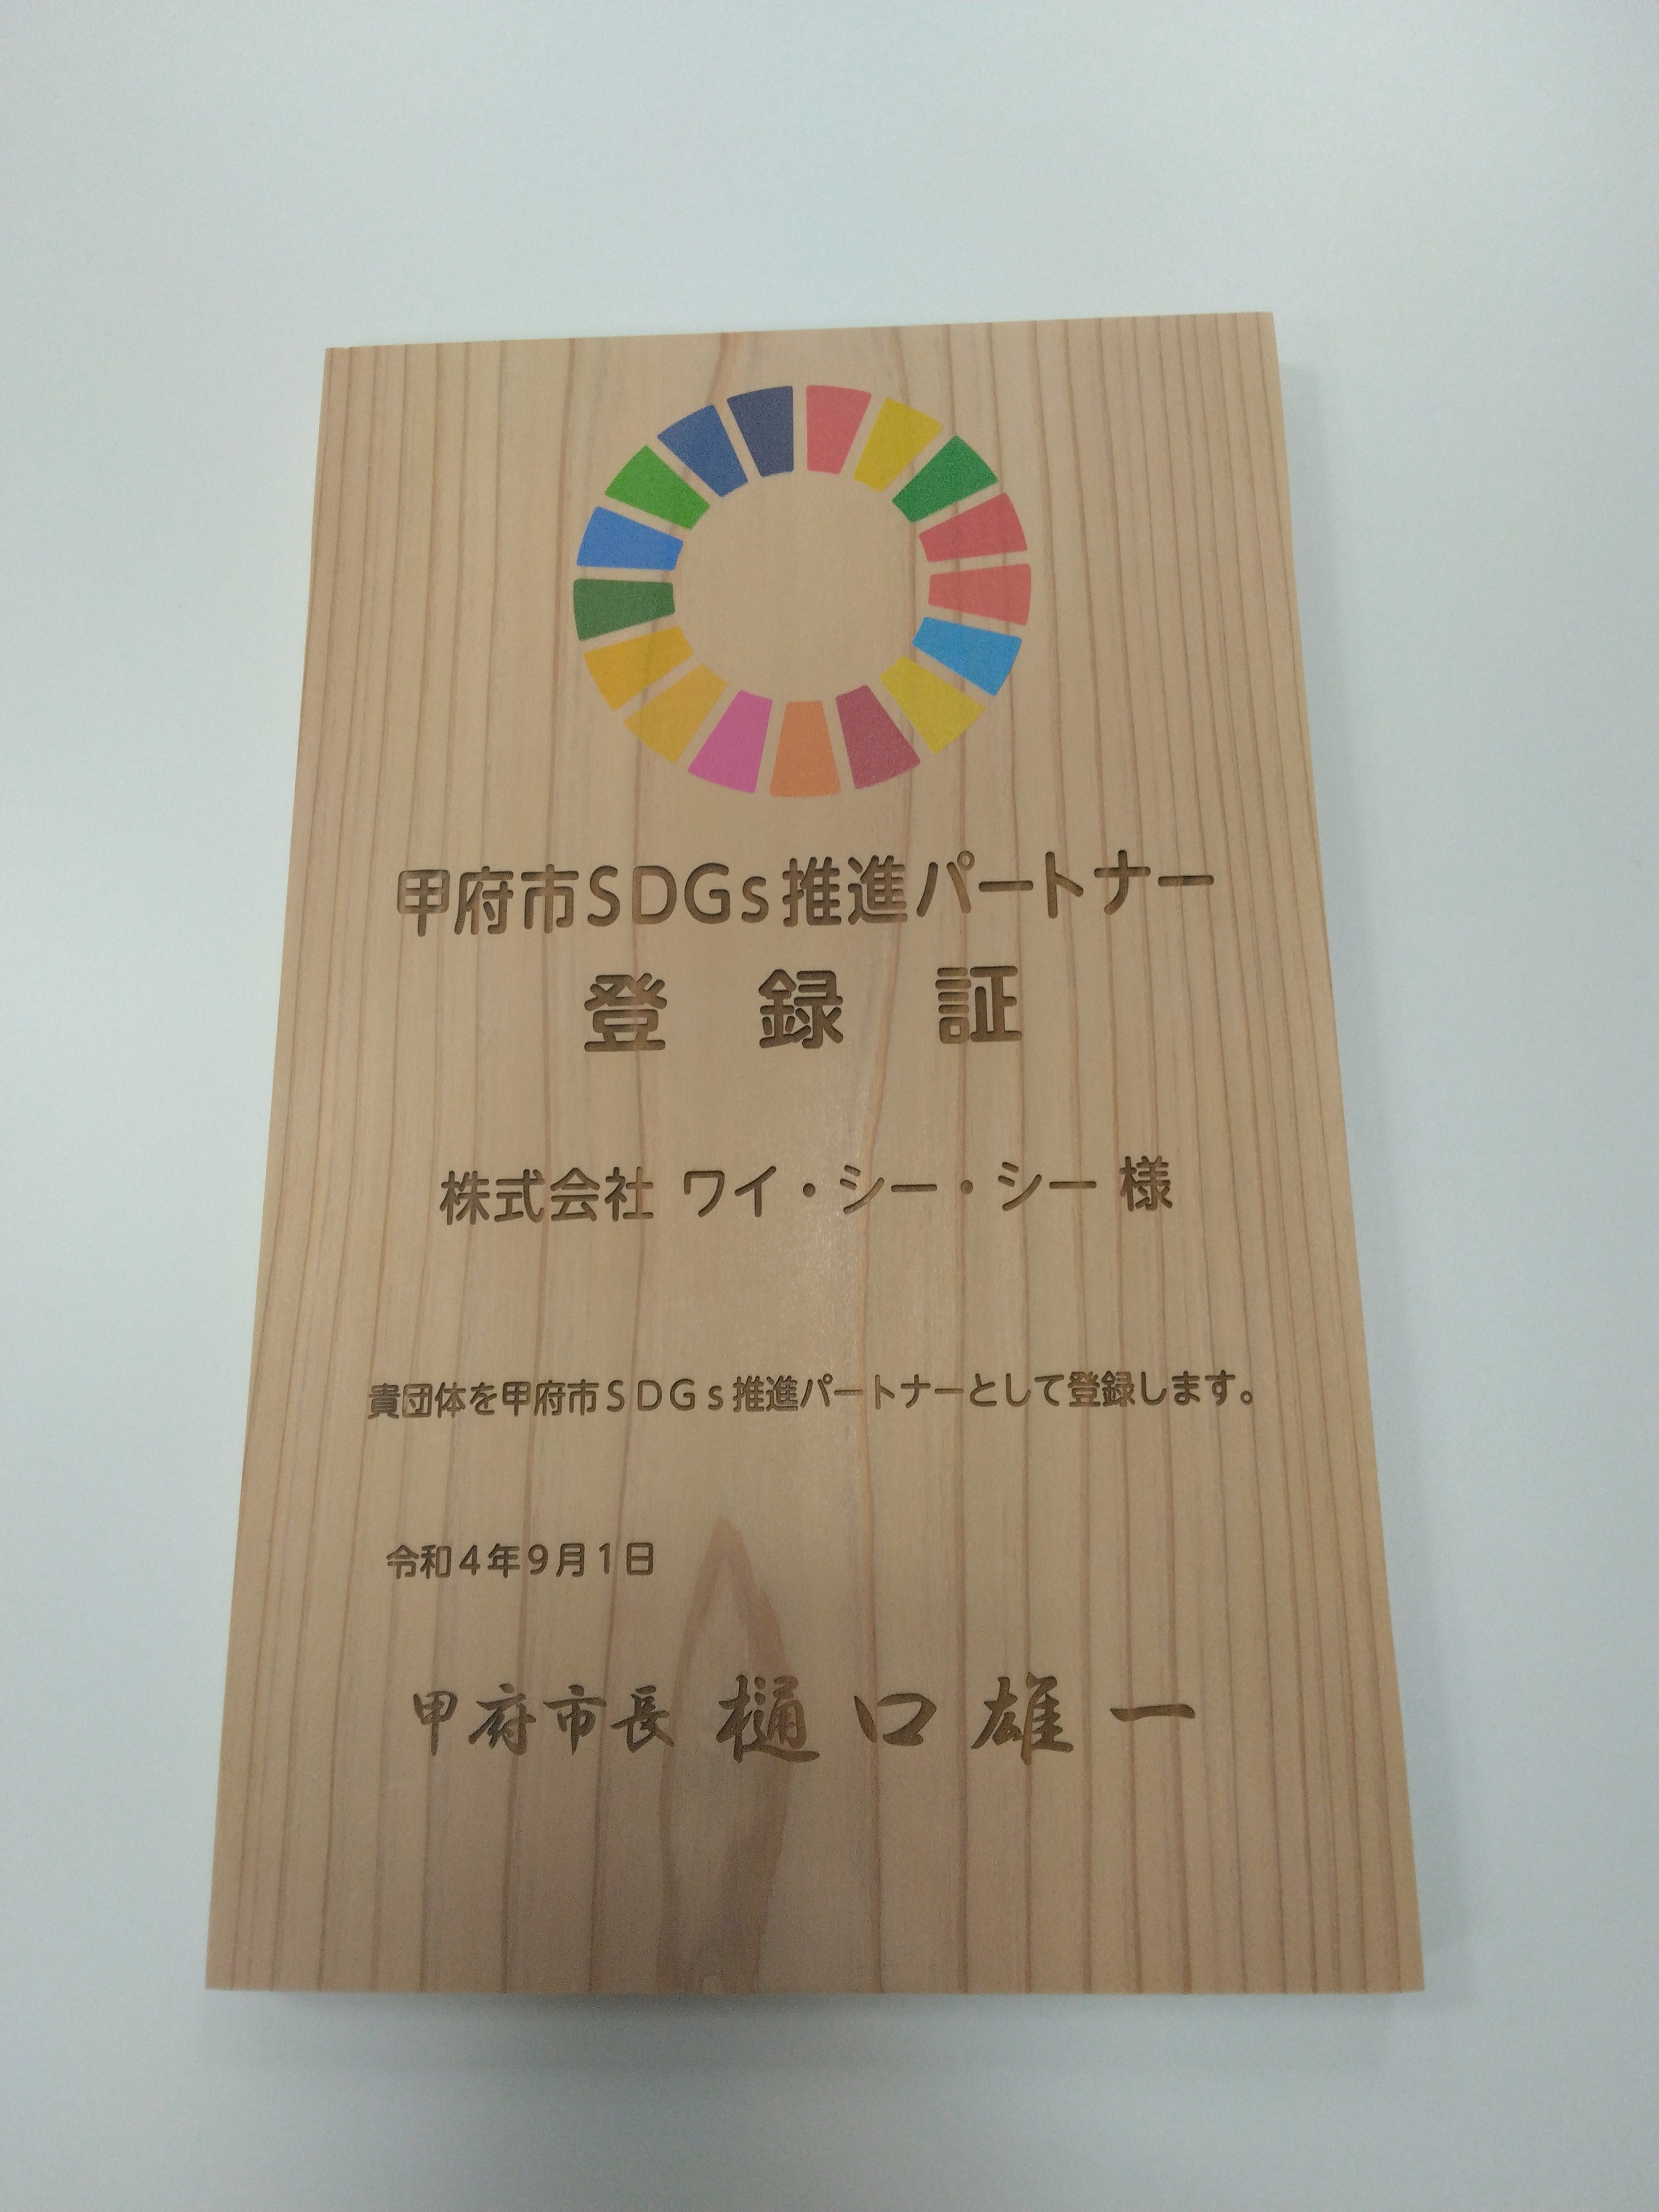 甲府市SDGs推進パートナー
登録証
株式会社 ワイ・シー・シー 様
貴団体を甲府市SDGs推進パートナーとして登録します。
令和4年9月1日
甲府市長 樋口雄一